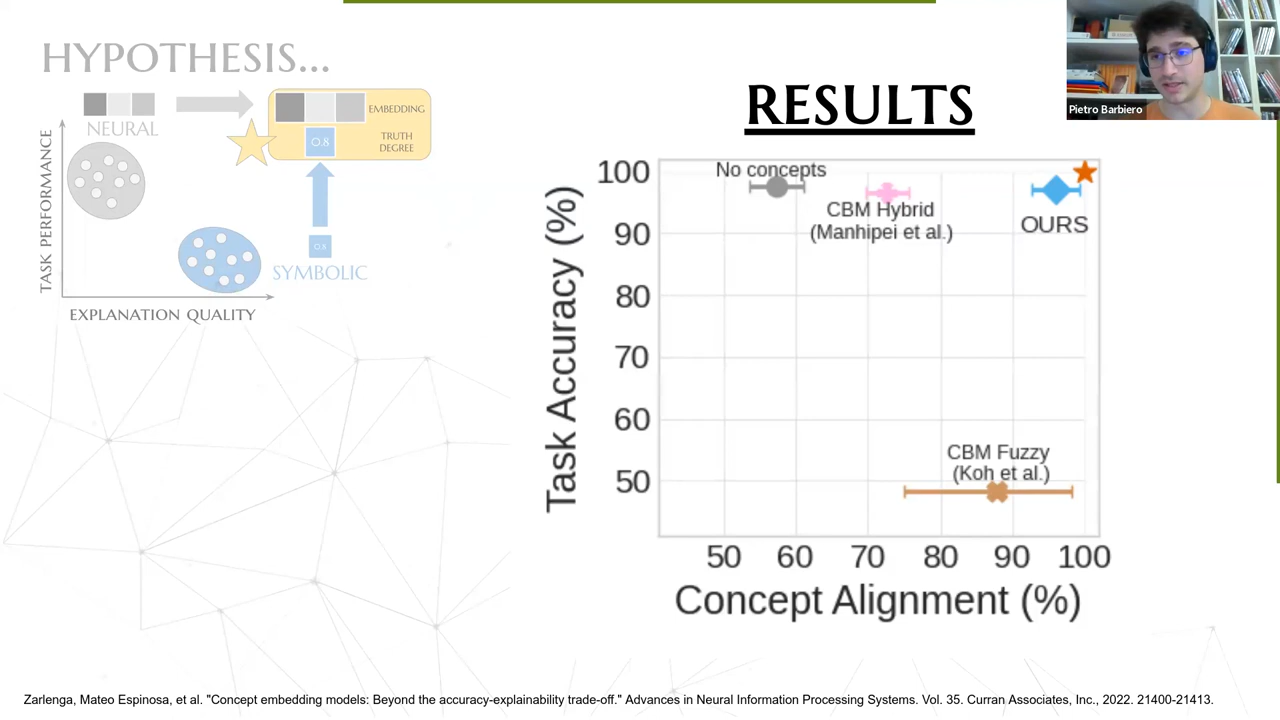 HYPOTHESIS...
NEURAL
EMBEDDING
0.8
TRUTH
DEGREE
0.8
SYMBOLIC
TASK PERFORMANCE
EXPLANATION QUALITY
Pietro Barbiero
RESULTS
Task Accuracy (%)
100
90
80
70
60
50
No concepts
CBM Hybrid
(Manhipei et al.)
OURS
CBM Fuzzy
(Koh et al.)
50 60 70 80 90 100
Concept Alignment (%)
Zarlenga, Mateo Espinosa, et al. "Concept embedding models: Beyond the accuracy-explainability trade-off." Advances in Neural Information Processing Systems. Vol. 35. Curran Associates, Inc., 2022. 21400-21413.